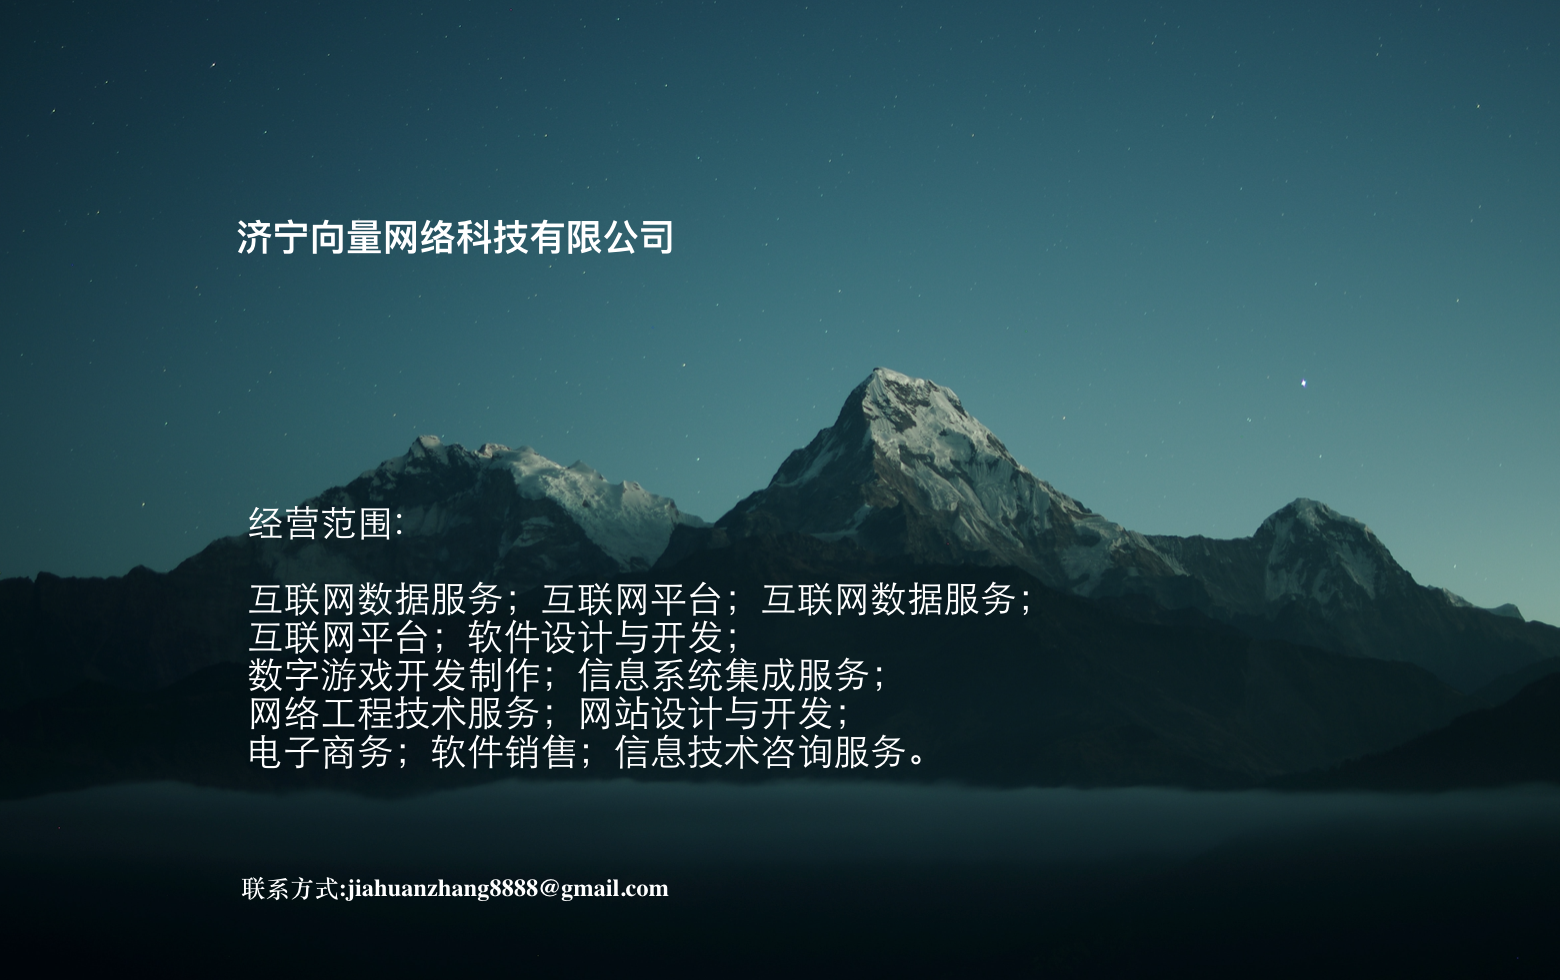 济宁向量网络科技有限公司
经营范围:
互联网数据服务；互联网平台；互联网数据服务；
互联网平台；软件设计与开发；
数字游戏开发制作；信息系统集成服务；
网络工程技术服务；网站设计与开发；
电子商务；软件销售；信息技术咨询服务。
联系方式:jiahuanzhang8888@gmail.com